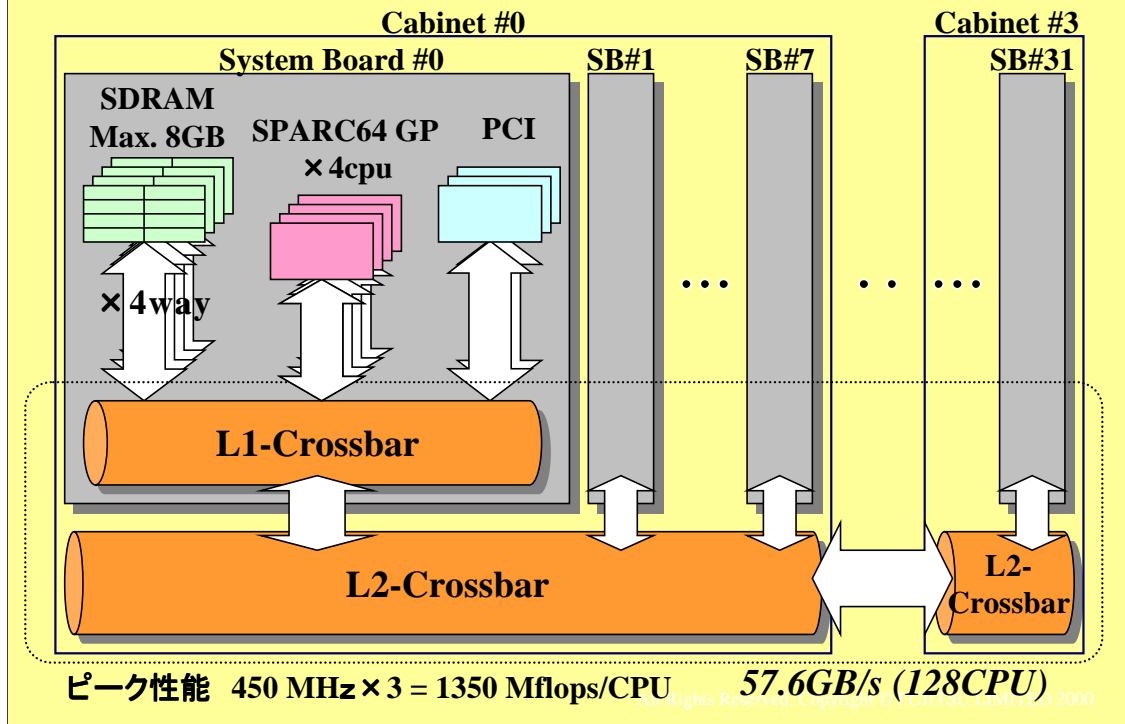 Cabinet #0
Cabinet #3
System Board #0
SB#1
SB#7
SB#31
SDRAM
Max. 8GB
SPARC64 GP
×4cpu
PCI
×4way
...
.. ...
L1-Crossbar
L2-Crossbar
L2-
Crossbar
ピーク性能 450 MHz×3 = 1350 Mflops/CPU
57.6GB/s (128CPU)
All Rights Reserved, Copyright © FUJITSU LIMITED 2000